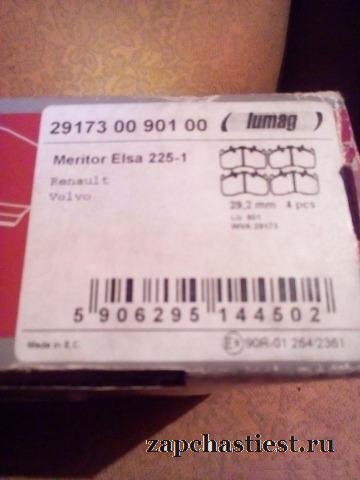 29173 00 901 00 lumag
Meritor Elsa 225-1
Renault
Volvo
29,2 mm 4 pcs
LU 901
WVA 29173
5 906295 144502
Made in E.C.
90R-01 264/2361
zapchastiest.ru